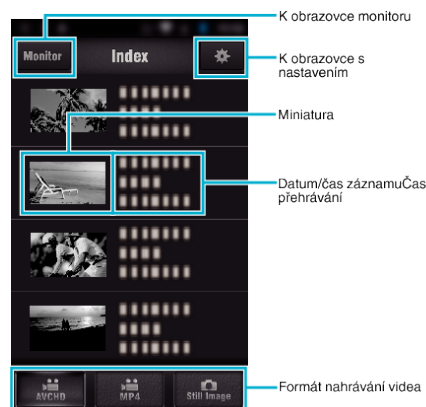 K obrazovce monitoru
Monitor
Index
K obrazovce s
nastavením
Miniatura
Datum/čas záznamuČas
přehrávání
Formát nahrávání videa
AVCHD
MP4
Still Image